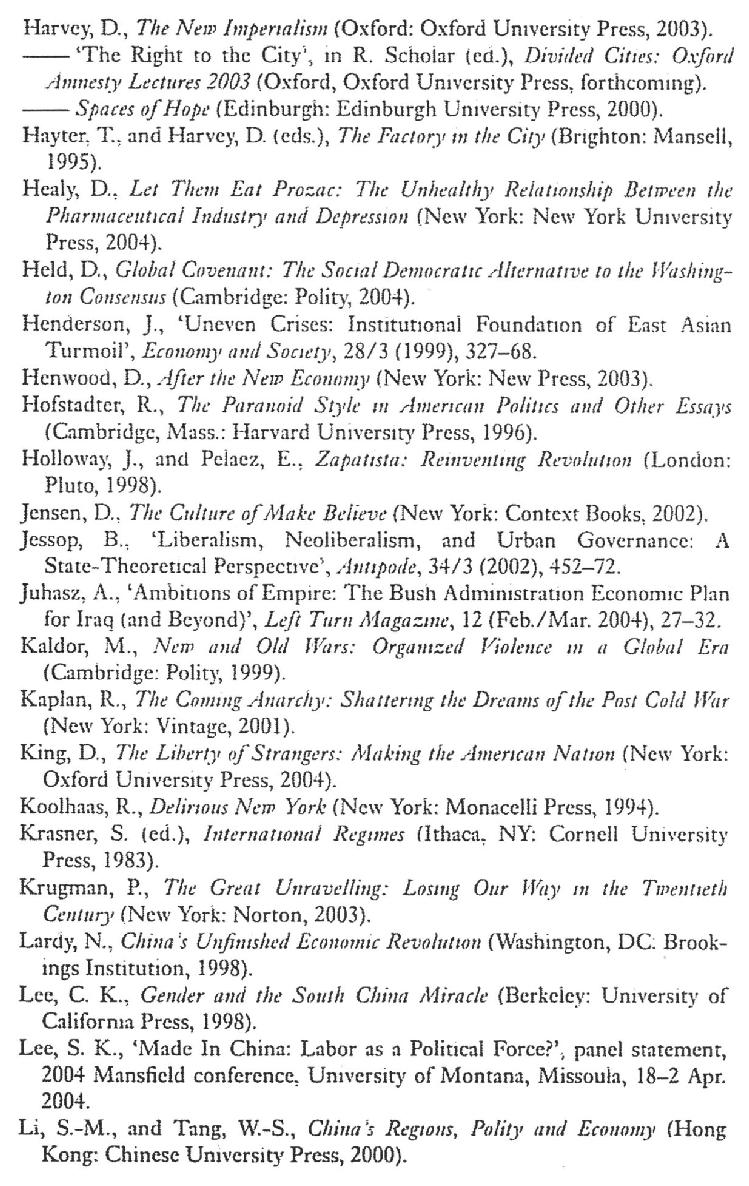 Harvey, D., The New Imperialism (Oxford: Oxford University Press, 2003).
—— 'The Right to the City', in R. Scholar (ed.), Divided Cities: Oxford
Amnesty Lectures 2003 (Oxford, Oxford University Press, forthcoming).
—— Spaces of Hope (Edinburgh: Edinburgh University Press, 2000).
Hayter, T., and Harvey, D. (eds.), The Factory in the City (Brighton: Mansell,
1995).
Healy, D., Let Them Eat Prozac: The Unhealthy Relationship Between the
Pharmaceutical Industry and Depression (New York: New York University
Press, 2004).
Held, D., Global Covenant: The Social Democratic Alternative to the Washing-
ton Consensus (Cambridge: Polity, 2004).
Henderson, J., 'Uneven Crises: Institutional Foundation of East Asian
Turmoil', Economy and Society, 28/3 (1999), 327–68.
Henwood, D., After the New Economy (New York: New Press, 2003).
Hofstadter, R., The Paranoid Style in American Politics and Other Essays
(Cambridge, Mass.: Harvard University Press, 1996).
Holloway, J., and Pelaez, E., Zapatista: Reinventing Revolution (London:
Pluto, 1998).
Jensen, D., The Culture of Make Believe (New York: Context Books, 2002).
Jessop, B., 'Liberalism, Neoliberalism, and Urban Governance: A
State-Theoretical Perspective', Antipode, 34/3 (2002), 452–72.
Juhasz, A., 'Ambitions of Empire: The Bush Administration Economic Plan
for Iraq (and Beyond)', Left Turn Magazine, 12 (Feb./Mar. 2004), 27–32.
Kaldor, M., New and Old Wars: Organized Violence in a Global Era
(Cambridge: Polity, 1999).
Kaplan, R., The Coming Anarchy: Shattering the Dreams of the Post Cold War
(New York: Vintage, 2001).
King, D., The Liberty of Strangers: Making the American Nation (New York:
Oxford University Press, 2004).
Koolhaas, R., Delirious New York (New York: Monacelli Press, 1994).
Krasner, S. (ed.), International Regimes (Ithaca, NY: Cornell University
Press, 1983).
Krugman, P., The Great Unravelling: Losing Our Way in the Twentieth
Century (New York: Norton, 2003).
Lardy, N., China's Unfinished Economic Revolution (Washington, DC: Brook-
ings Institution, 1998).
Lee, C. K., Gender and the South China Miracle (Berkeley: University of
California Press, 1998).
Lee, S. K., 'Made In China: Labor as a Political Force?', panel statement,
2004 Mansfield conference, University of Montana, Missoula, 18–2 Apr.
2004.
Li, S.-M., and Tang, W.-S., China's Regions, Polity and Economy (Hong
Kong: Chinese University Press, 2000).